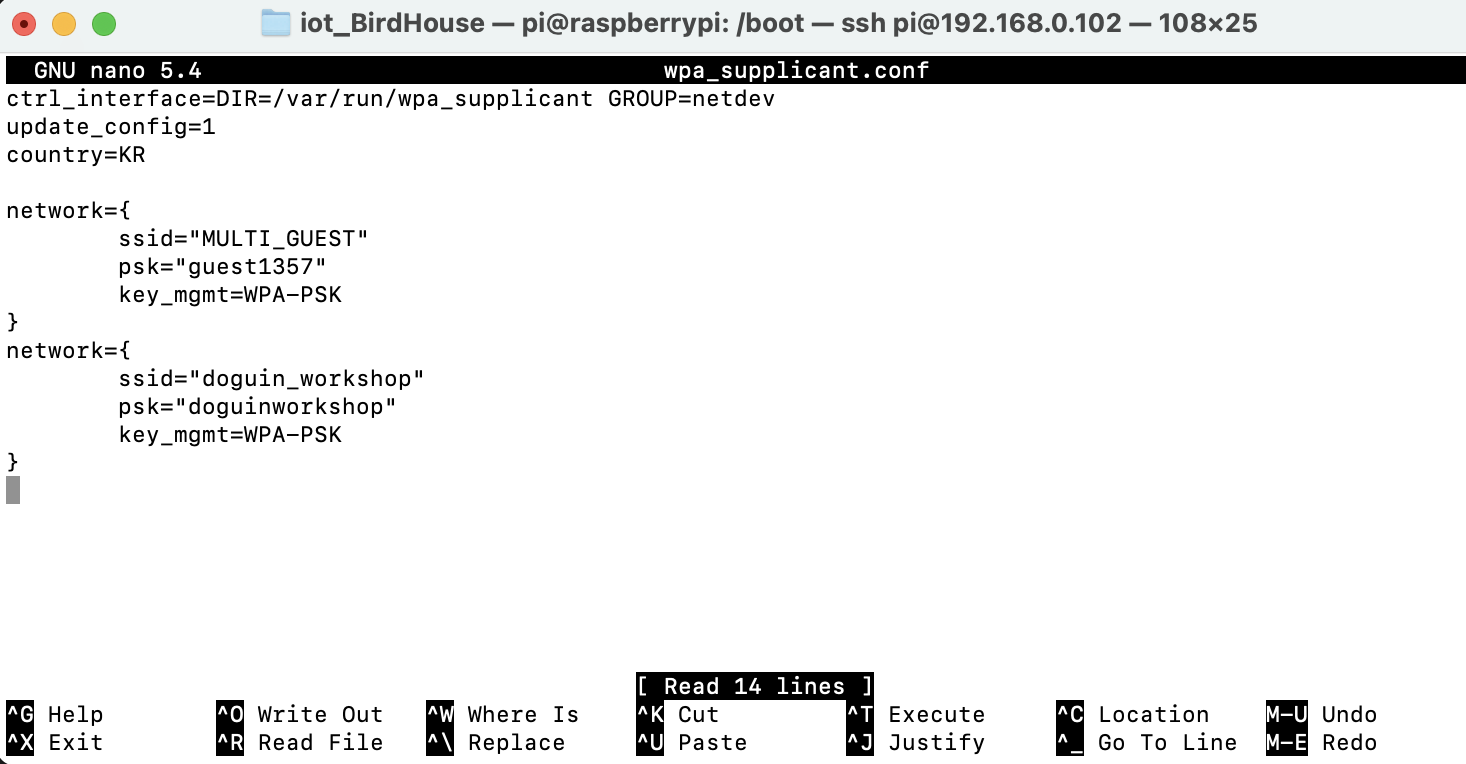 iot_BirdHouse — pi@raspberrypi: /boot — ssh pi@192.168.0.102 — 108×25
GNU nano 5.4 wpa_supplicant.conf
ctrl_interface=DIR=/var/run/wpa_supplicant GROUP=netdev
update_config=1
country=KR
network={
ssid="MULTI_GUEST"
psk="guest1357"
key_mgmt=WPA-PSK
}
network={
ssid="doguin_workshop"
psk="doguinworkshop"
key_mgmt=WPA-PSK
}
[ Read 14 lines ]
^G Help ^O Write Out ^W Where Is ^K Cut ^T Execute ^C Location M-U Undo
^X Exit ^R Read File ^\ Replace ^U Paste ^J Justify ^_ Go To Line M-E Redo